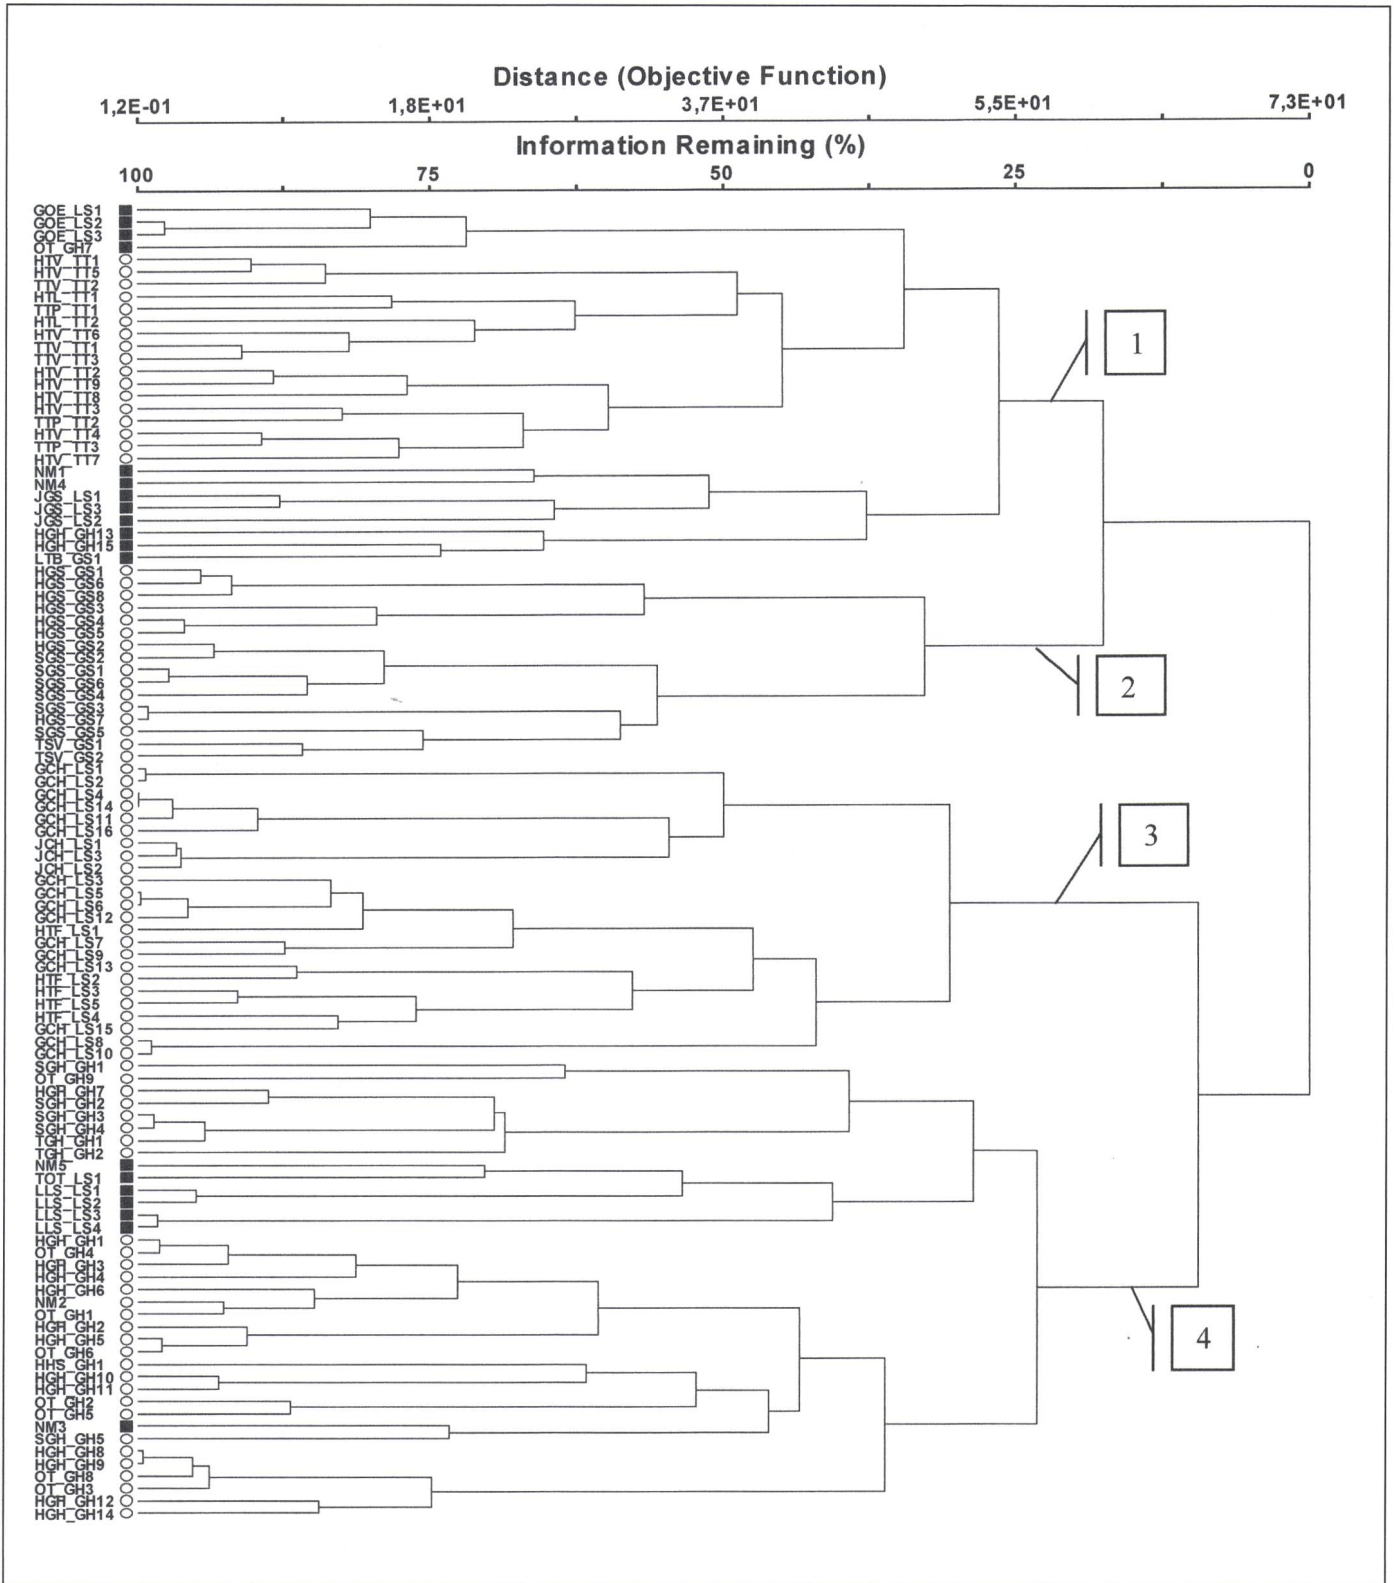 Distance (Objective Function)
1,2E-01 1,8E+01 3,7E+01 5,5E+01 7,3E+01
Information Remaining (%)
100 75 50 25 0
GOE_LS1
GOE_LS2
GOE_LS3
OT_GH7
HTV_TT1
HTV_TT5
TTV_TT2
HTL_TT1
TTP_TT1
HTL_TT2
HTV_TT6
TTV_TT1
TTV_TT3
HTV_TT2
HTV_TT9
HTV_TT8
HTV_TT3
TTP_TT2
HTV_TT4
TTP_TT3
HTV_TT7
NM1
NM4
JGS_LS1
JGS_LS3
JGS_LS2
HGH_GH13
HGH_GH15
LTB_GS1
HGS_GS1
HGS_GS6
HGS_GS8
HGS_GS3
HGS_GS4
HGS_GS5
HGS_GS2
SGS_GS2
SGS_GS1
SGS_GS6
SGS_GS4
SGS_GS3
HGS_GS7
SGS_GS5
TSV_GS1
TSV_GS2
GCH_LS1
GCH_LS2
GCH_LS4
GCH_LS14
GCH_LS11
GCH_LS16
JCH_LS1
JCH_LS3
JCH_LS2
GCH_LS3
GCH_LS5
GCH_LS6
GCH_LS12
HTF_LS1
GCH_LS7
GCH_LS9
GCH_LS13
HTF_LS2
HTF_LS3
HTF_LS5
HTF_LS4
GCH_LS15
GCH_LS8
GCH_LS10
SGH_GH1
OT_GH9
HGH_GH7
SGH_GH2
SGH_GH3
SGH_GH4
TGH_GH1
TGH_GH2
NM5
TOT_LS1
LLS_LS1
LLS_LS2
LLS_LS3
LLS_LS4
HGH_GH1
OT_GH4
HGH_GH3
HGH_GH4
HGH_GH6
NM2
OT_GH1
HGH_GH2
HGH_GH5
OT_GH6
HHS_GH1
HGH_GH10
HGH_GH11
OT_GH2
OT_GH5
NM3
SGH_GH5
HGH_GH8
HGH_GH9
OT_GH8
OT_GH3
HGH_GH12
HGH_GH14
1
2
3
4